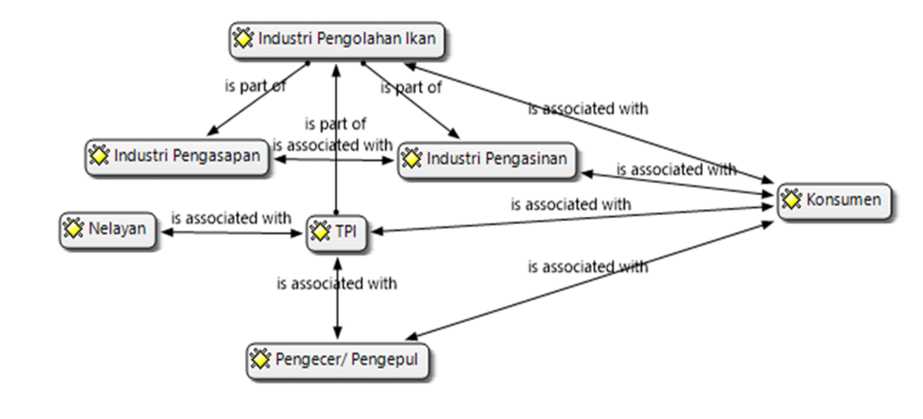 Industri Pengolahan Ikan
is part of
is part of
is associated with
is part of
is associated with
Industri Pengasapan
Industri Pengasinan
is associated with
Konsumen
is associated with
is associated with
Nelayan
TPI
is associated with
is associated with
Pengecer/ Pengepul